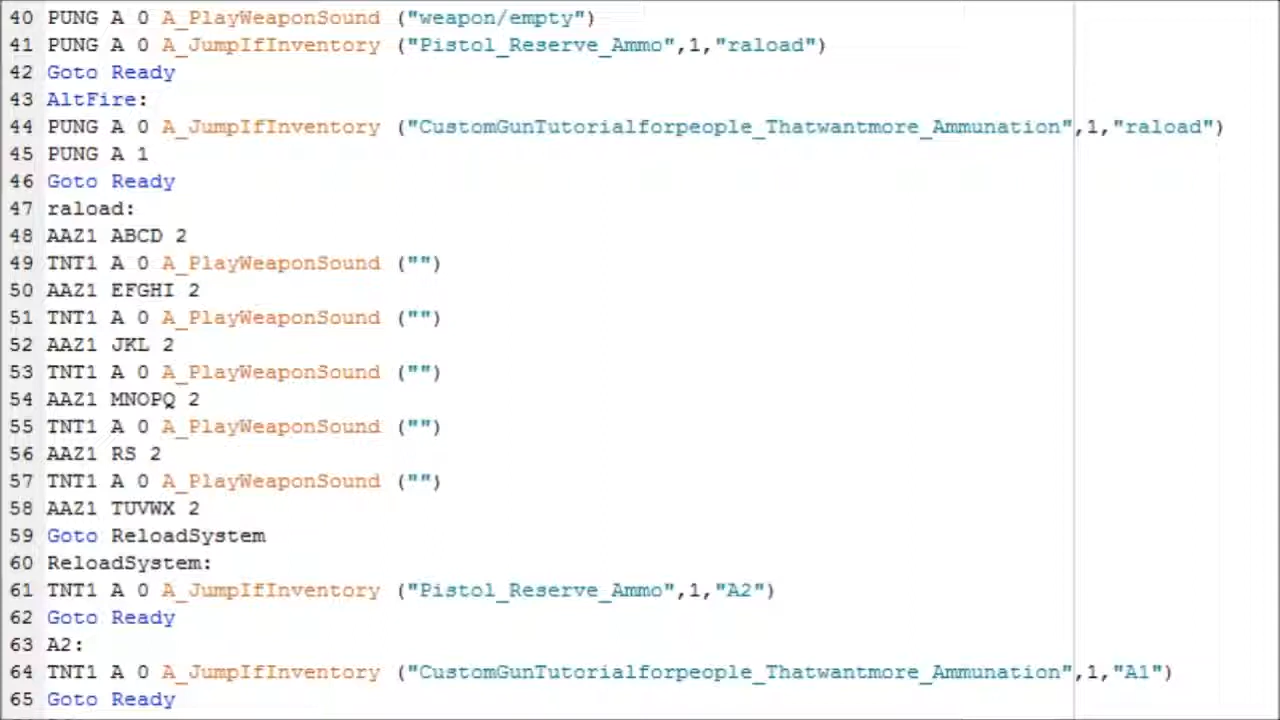 40 PUNG A 0 A_PlayWeaponSound ("weapon/empty")
41 PUNG A 0 A_JumpIfInventory ("Pistol_Reserve_Ammo",1,"raload")
42 Goto Ready
43 AltFire:
44 PUNG A 0 A_JumpIfInventory ("CustomGunTutorialforpeople_Thatwantmore_Ammunation",1,"raload")
45 PUNG A 1
46 Goto Ready
47 raload:
48 AAZ1 ABCD 2
49 TNT1 A 0 A_PlayWeaponSound ("")
50 AAZ1 EFGHI 2
51 TNT1 A 0 A_PlayWeaponSound ("")
52 AAZ1 JKL 2
53 TNT1 A 0 A_PlayWeaponSound ("")
54 AAZ1 MNOPQ 2
55 TNT1 A 0 A_PlayWeaponSound ("")
56 AAZ1 RS 2
57 TNT1 A 0 A_PlayWeaponSound ("")
58 AAZ1 TUVWX 2
59 Goto ReloadSystem
60 ReloadSystem:
61 TNT1 A 0 A_JumpIfInventory ("Pistol_Reserve_Ammo",1,"A2")
62 Goto Ready
63 A2:
64 TNT1 A 0 A_JumpIfInventory ("CustomGunTutorialforpeople_Thatwantmore_Ammunation",1,"A1")
65 Goto Ready